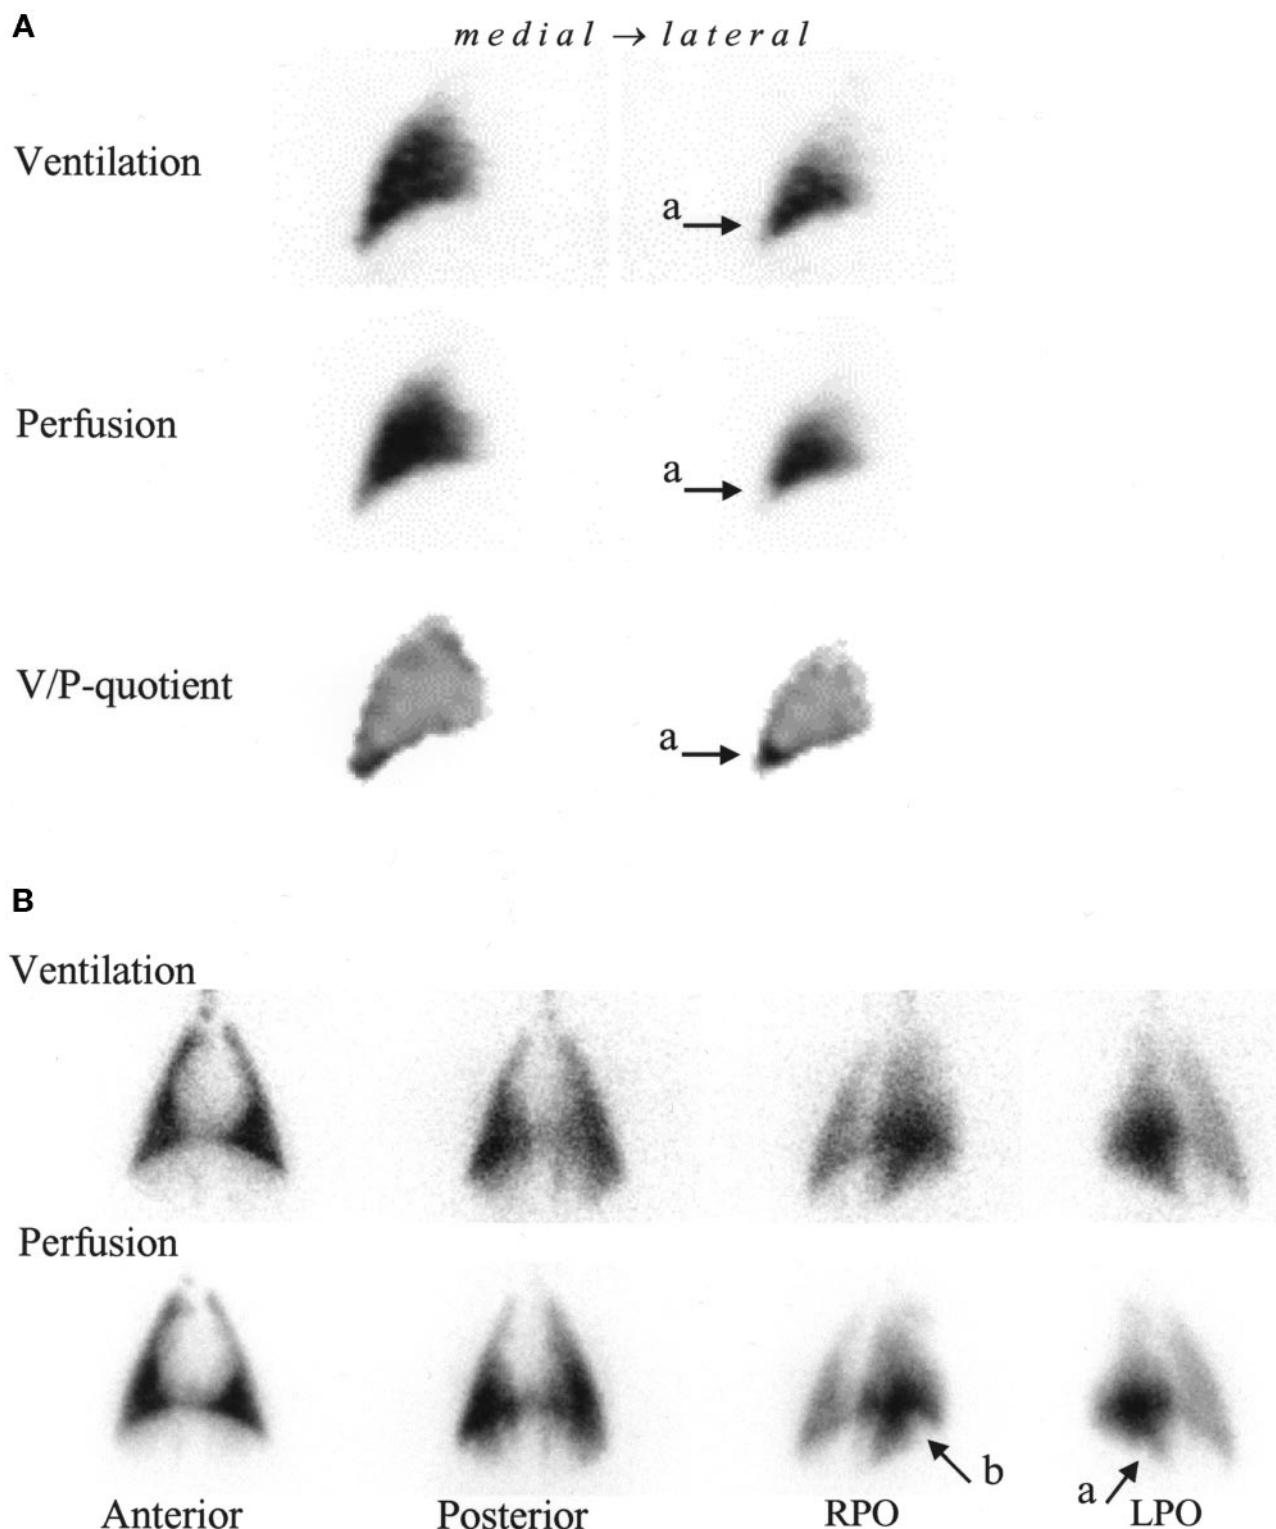 A
medial → lateral
Ventilation
a
Perfusion
a
V/P-quotient
a
B
Ventilation
Perfusion
b
a
Anterior
Posterior
RPO
LPO